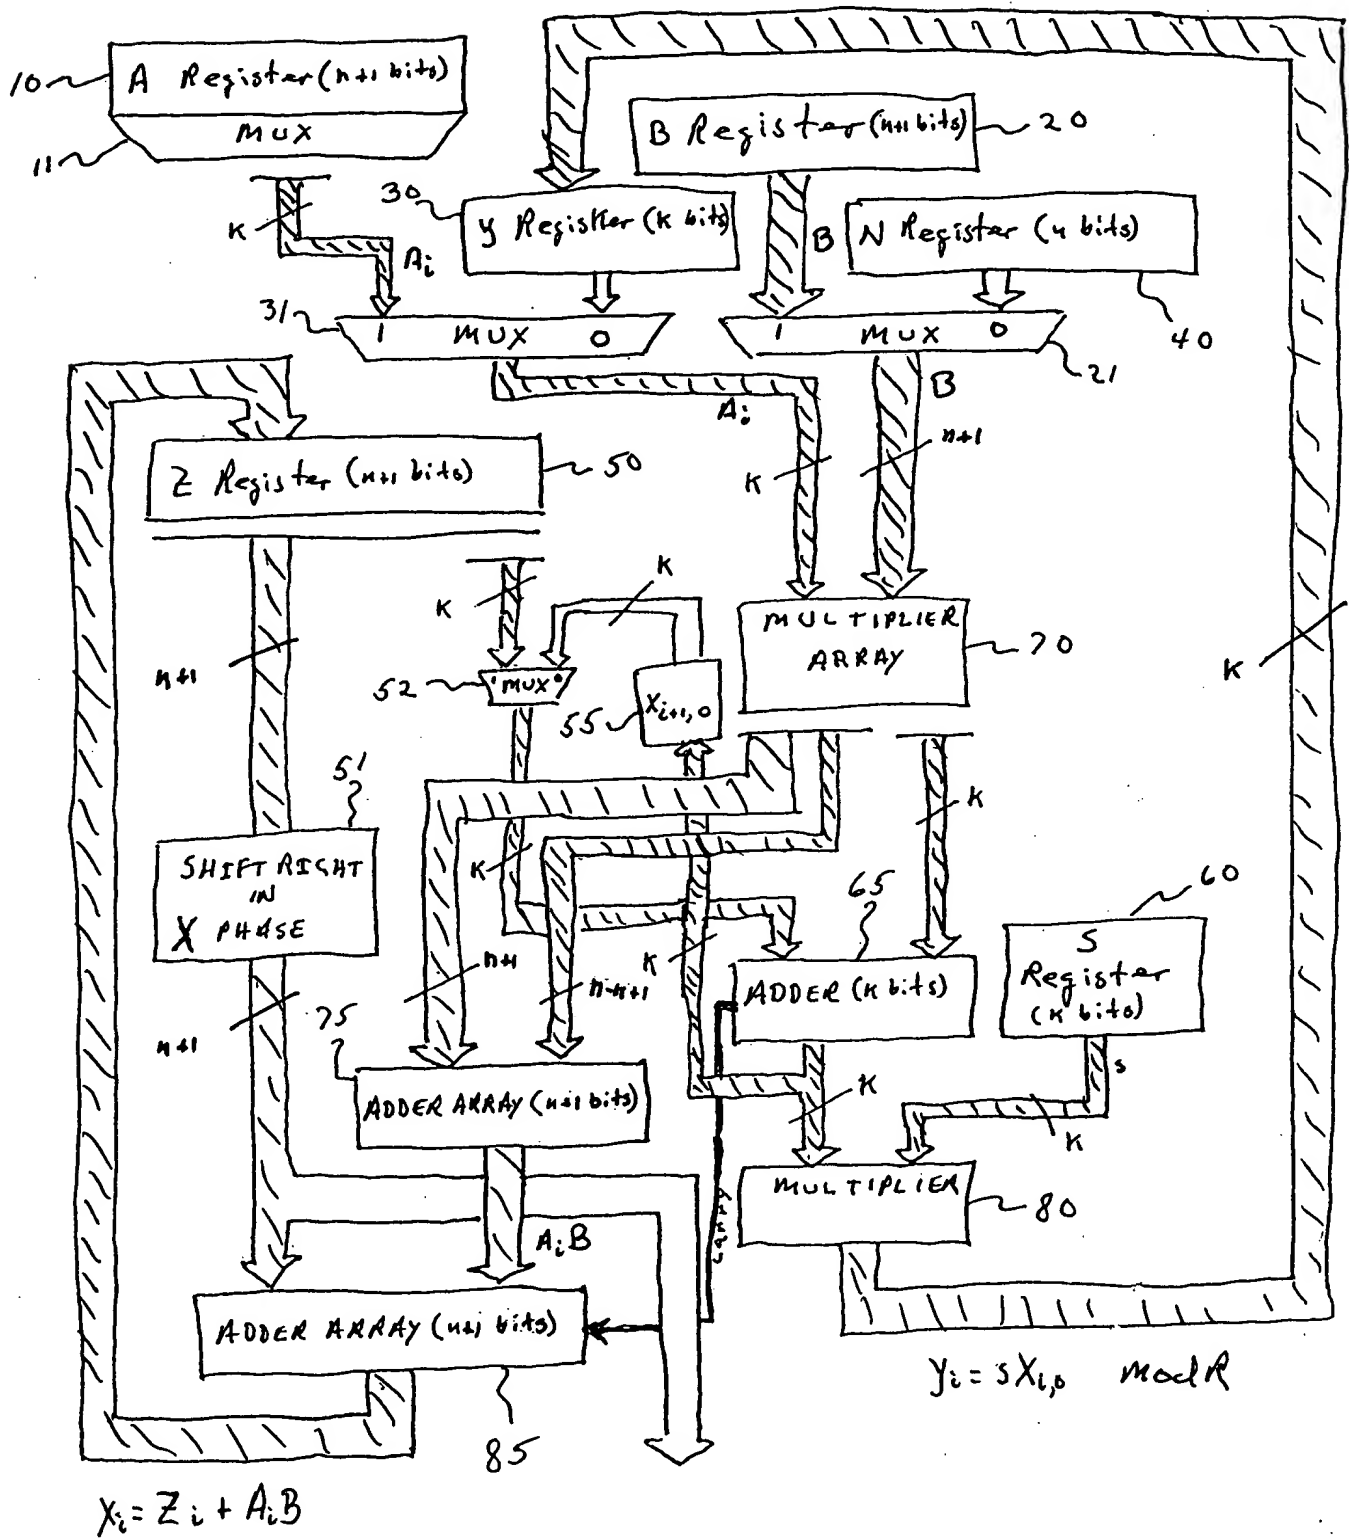 10 A Register (n+1 bits)
11 MUX
B Register (n+1 bits) 20
30
K
y Register (k bits)
B
N Register (n bits)
Ai
31
1 MUX 0
1 MUX 0
40
21
Ai
B
n+1
K
Z Register (n+1 bits) 50
K
K
K
MULTIPLIER
ARRAY
70
n+1
52
1 MUX 0
55
Xi+1,0
51
K
SHIFT RIGHT
IN
X PHASE
K
65
60
n+1
K
n-k+1
S
Register
(k bits)
ADDER (k bits)
75
n+1
s
ADDER ARRAY (n+1 bits)
K
K
MULTIPLIER
80
carry
AiB
ADDER ARRAY (n+1 bits)
yi = sXi,0 mod R
85
Xi = Zi + AiB